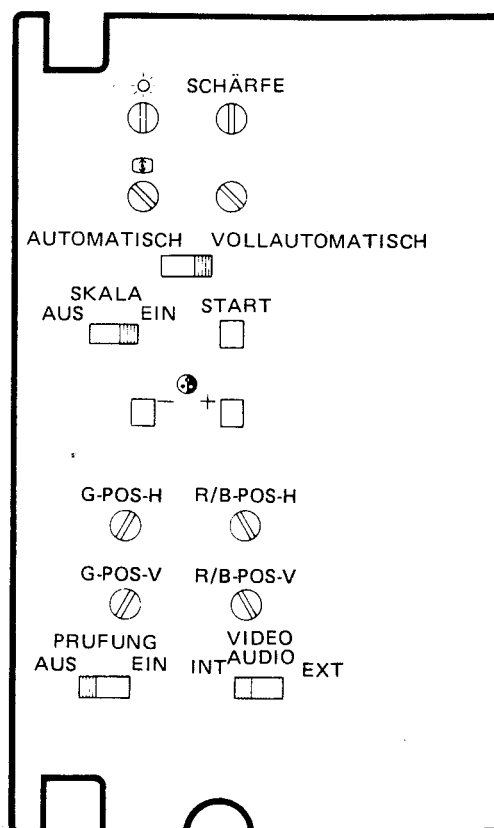 SCHÄRFE
AUTOMATISCH VOLLAUTOMATISCH
SKALA
AUS EIN START
- +
G-POS-H R/B-POS-H
G-POS-V R/B-POS-V
PRUFUNG
AUS EIN
VIDEO
AUDIO
INT EXT